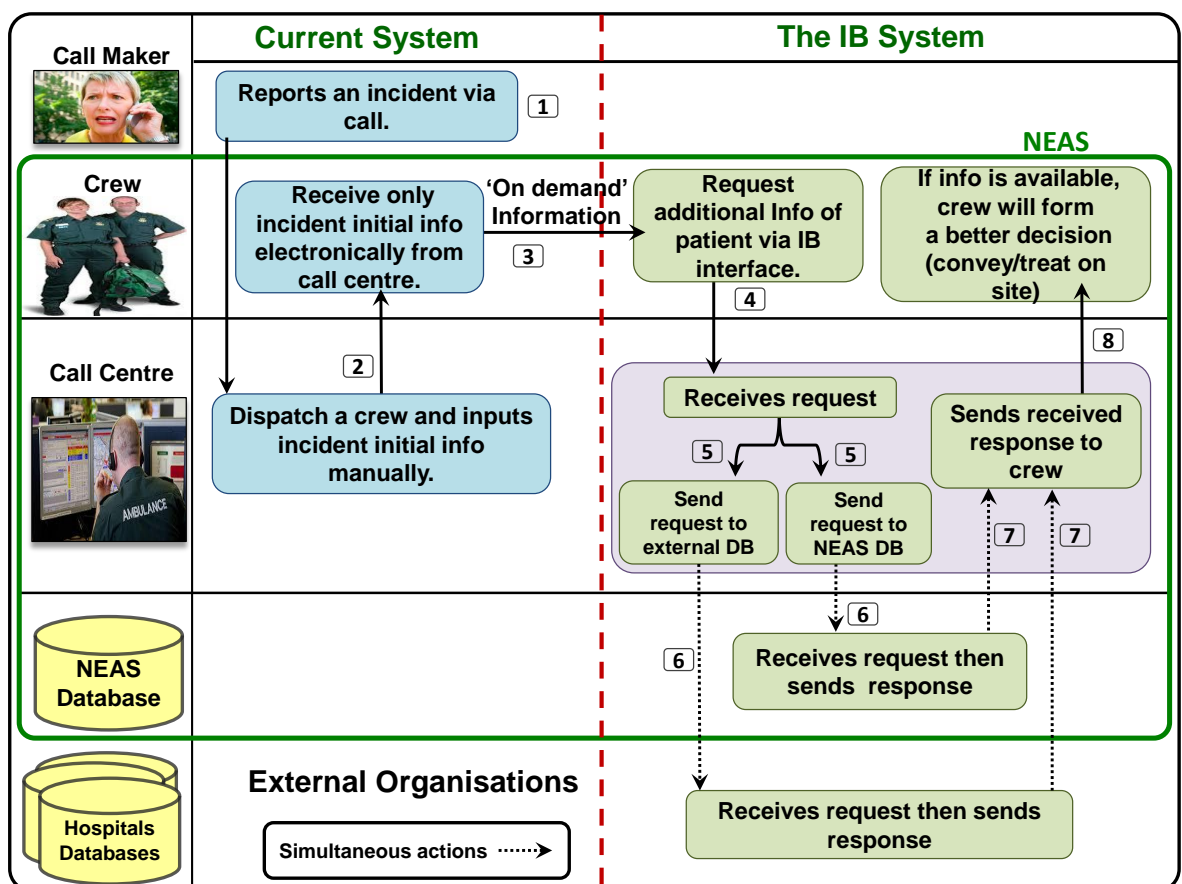 Current System
The IB System
Call Maker
Reports an incident via
call.
1
NEAS
Crew
Receive only
incident initial info
electronically from
call centre.
‘On demand’
Information
3
Request
additional Info of
patient via IB
interface.
If info is available,
crew will form
a better decision
(convey/treat on
site)
4
8
2
Call Centre
Dispatch a crew and inputs
incident initial info
manually.
AMBULANCE
Receives request
5
5
Send
request to
external DB
Send
request to
NEAS DB
Sends received
response to
crew
7
7
6
6
NEAS
Database
Receives request then
sends response
External Organisations
Hospitals
Databases
Simultaneous actions
Receives request then sends
response